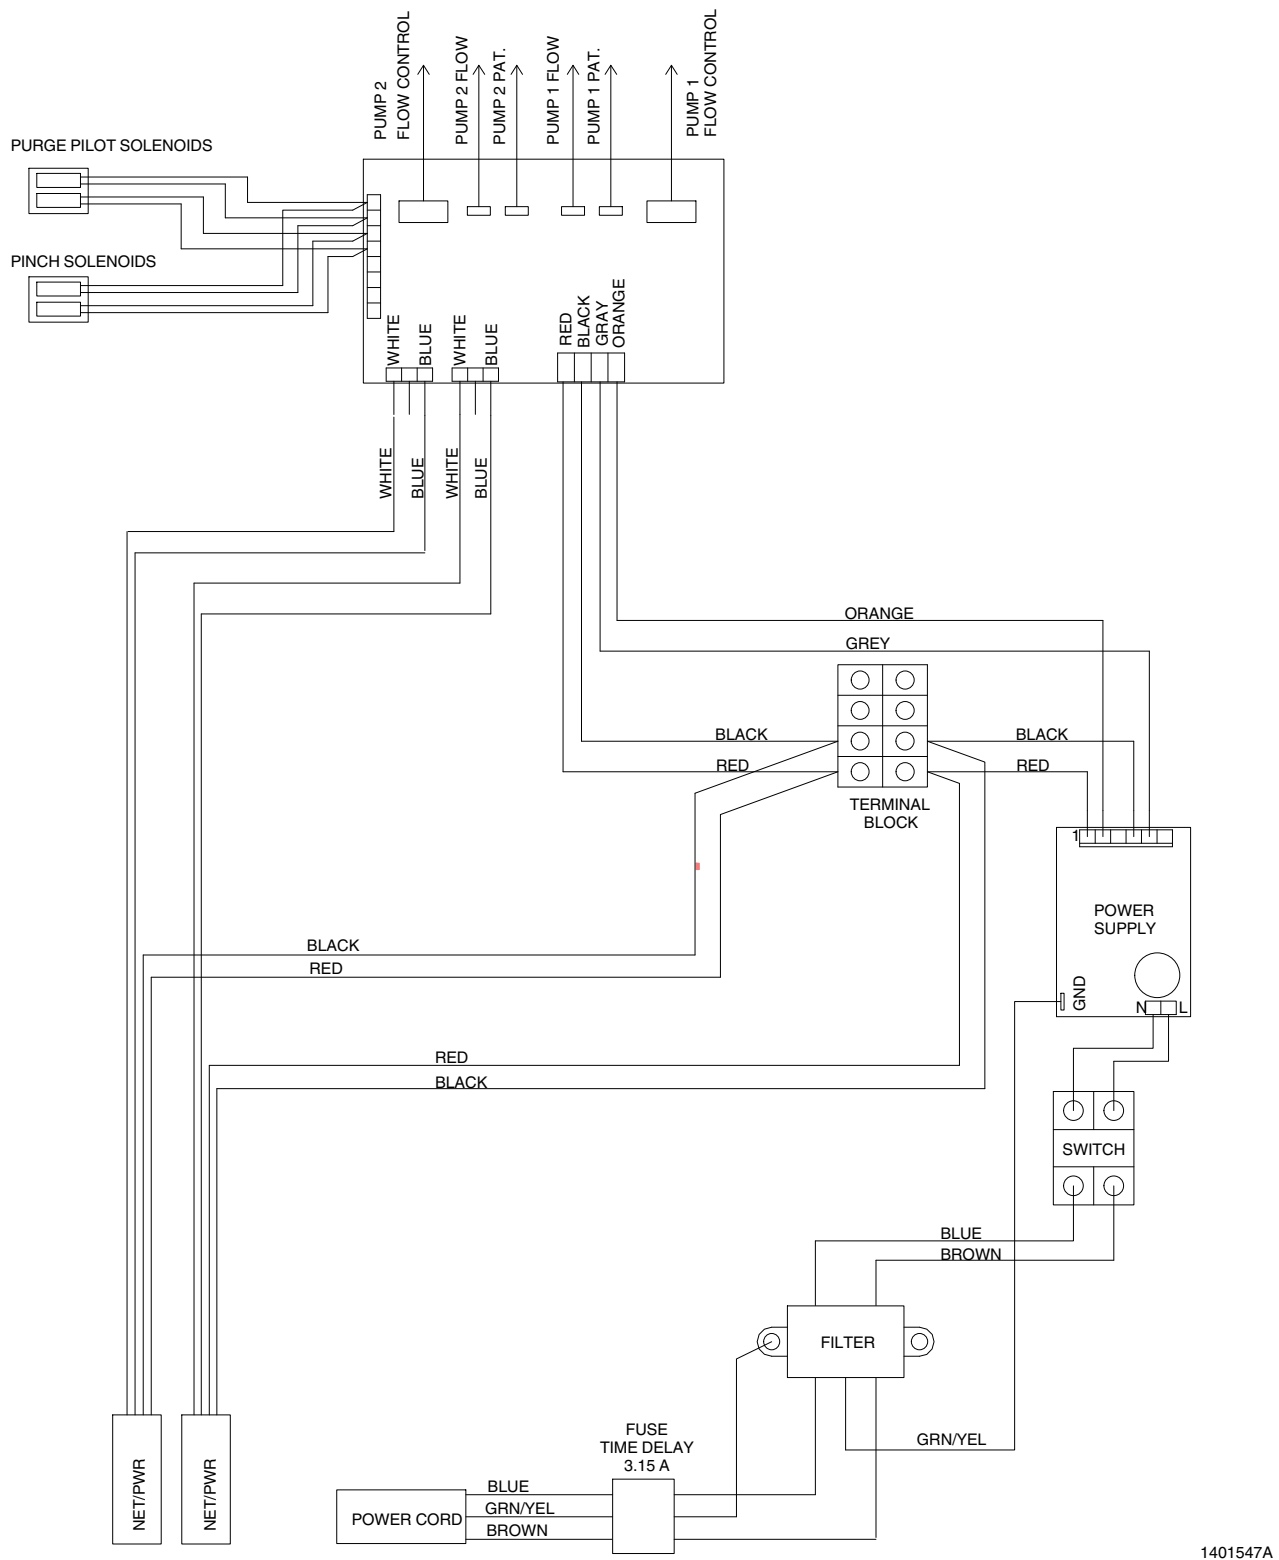 PUMP 2
FLOW CONTROL
PUMP 2 FLOW
PUMP 2 PAT.
PUMP 1 FLOW
PUMP 1 PAT.
PUMP 1
FLOW CONTROL
PURGE PILOT SOLENOIDS
PINCH SOLENOIDS
WHITE
BLUE
WHITE
BLUE
RED
BLACK
GRAY
ORANGE
WHITE
BLUE
WHITE
BLUE
ORANGE
GREY
BLACK
BLACK
RED
RED
TERMINAL
BLOCK
1
POWER
SUPPLY
BLACK
RED
GND
N
L
RED
BLACK
SWITCH
BLUE
BROWN
FILTER
FUSE
TIME DELAY
3.15 A
GRN/YEL
NET/PWR
NET/PWR
POWER CORD
BLUE
GRN/YEL
BROWN
1401547A